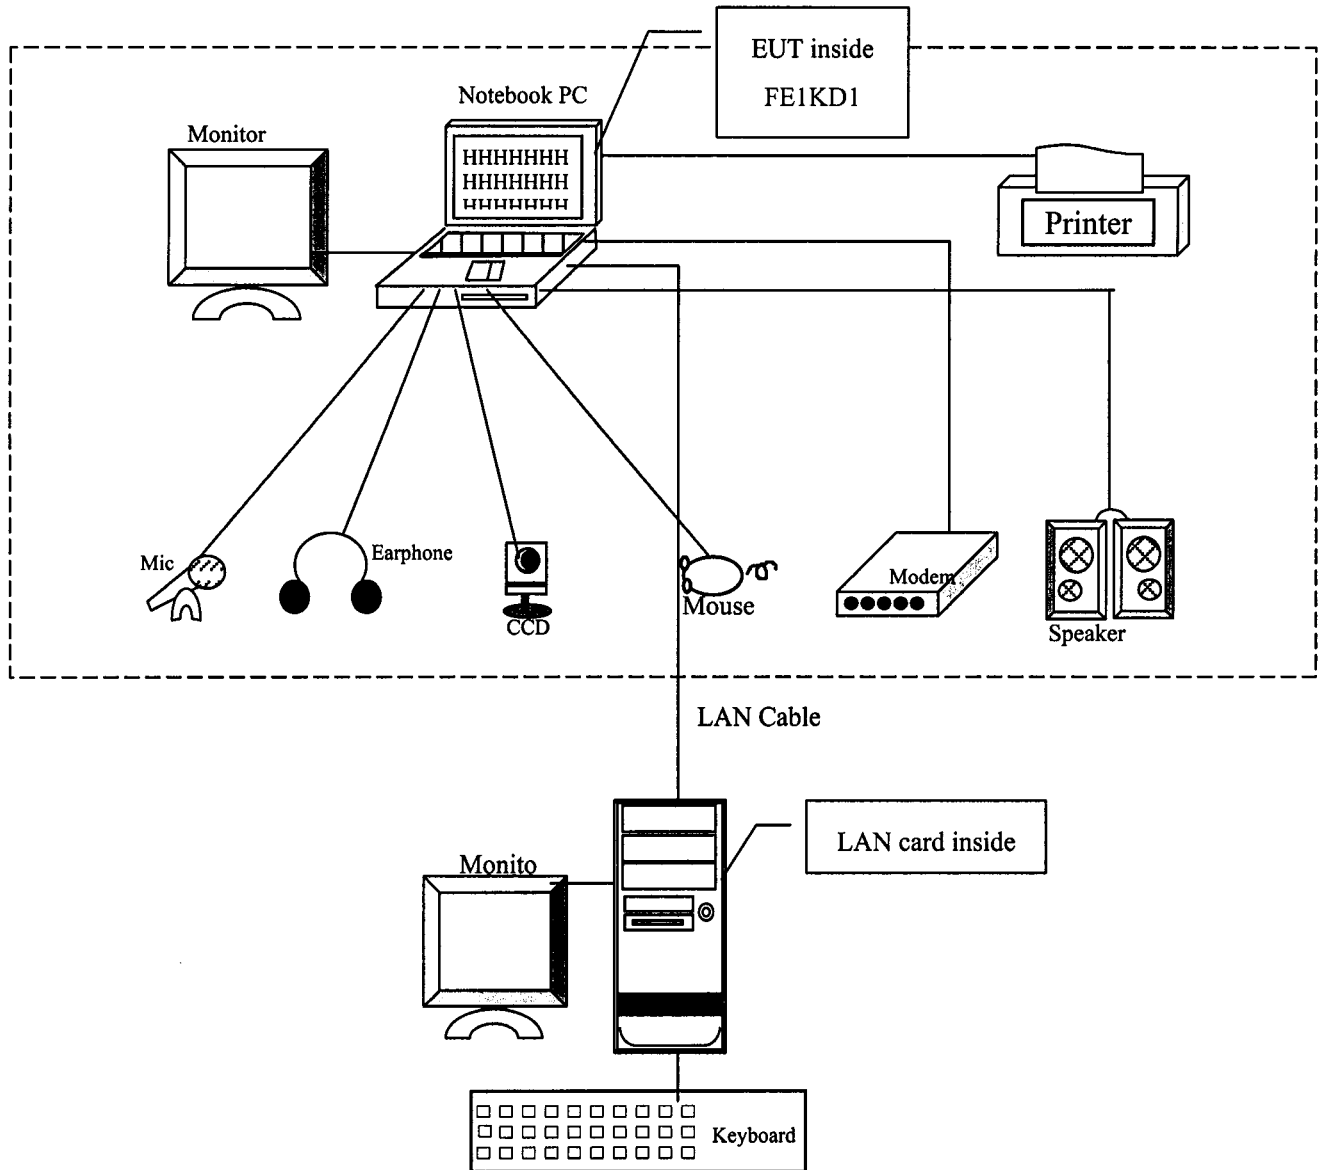 EUT inside
FE1KD1
Notebook PC
Monitor
HHHHHHH
HHHHHHH
HHHHHHH
Printer
Mic
Earphone
CCD
Mouse
Modem
Speaker
LAN Cable
LAN card inside
Monito
Keyboard